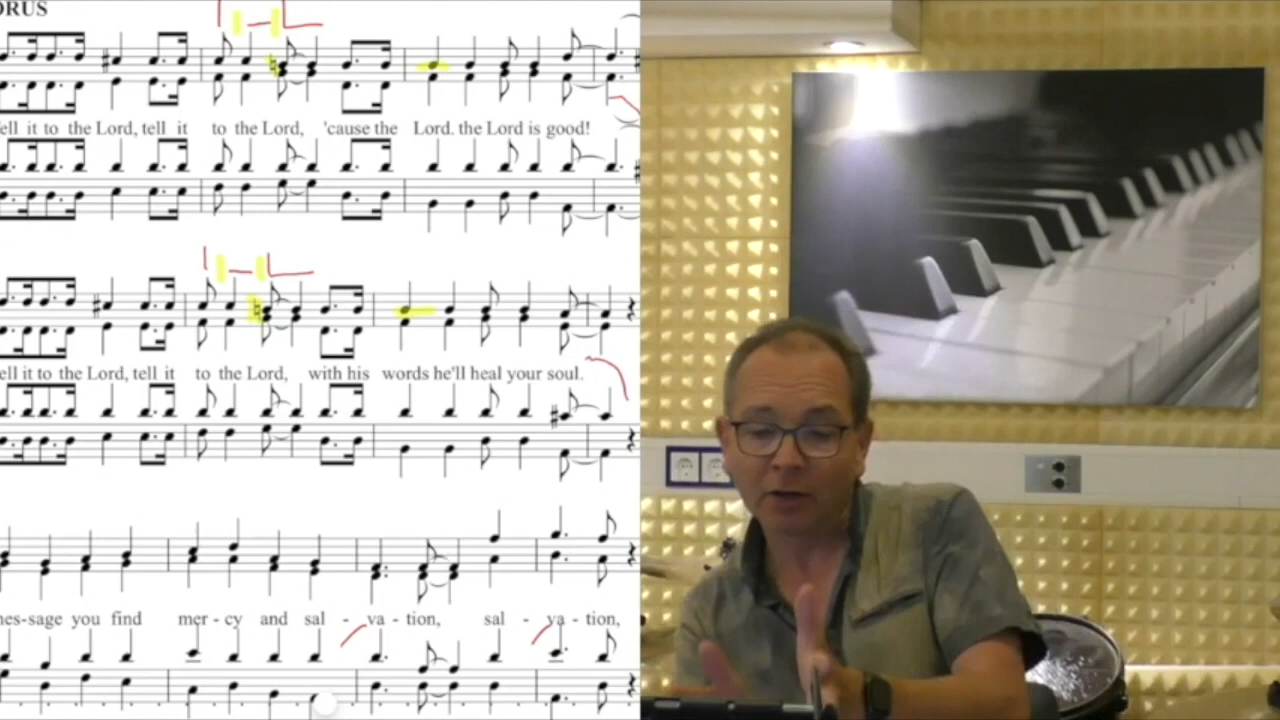 ORUS
ell it to the Lord, tell it to the Lord, 'cause the Lord. the Lord is good!
ell it to the Lord, tell it to the Lord, with his words he'll heal your soul.
nes-sage you find mer - cy and sal - va - tion, sal - va - tion,